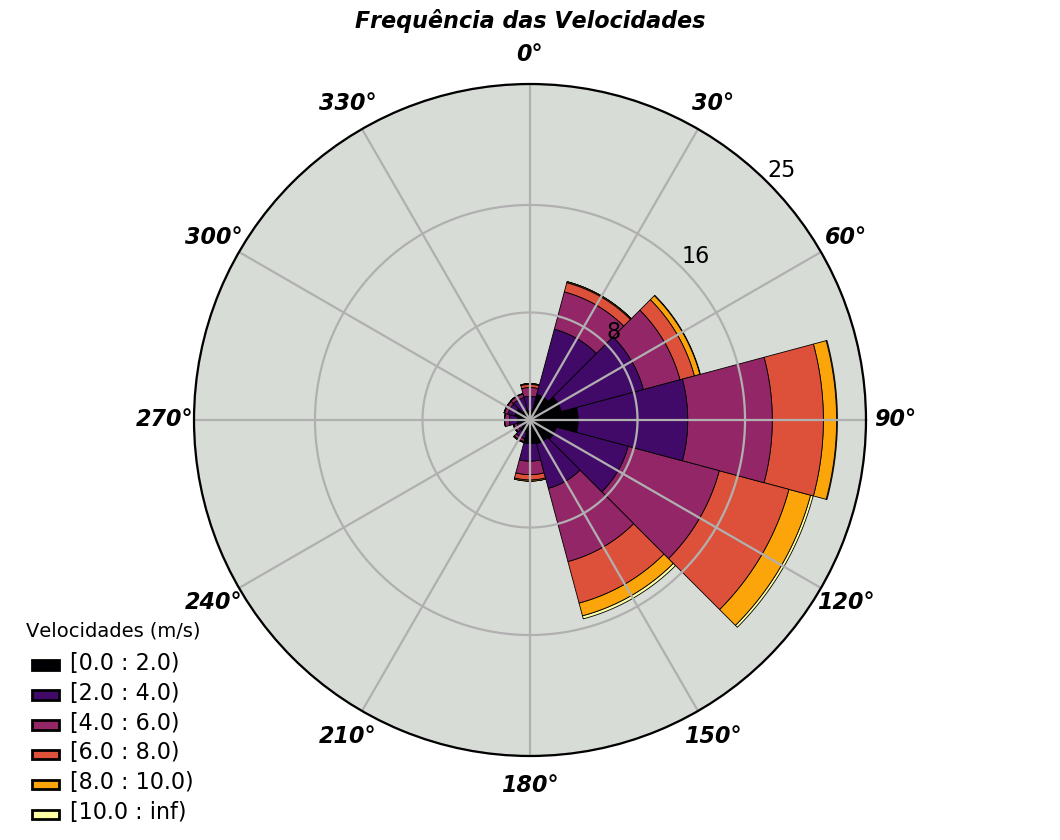 Frequência das Velocidades
0°
330°
30°
25
300°
60°
16
8
270°
90°
240°
120°
210°
150°
180°
Velocidades (m/s)
[0.0 : 2.0)
[2.0 : 4.0)
[4.0 : 6.0)
[6.0 : 8.0)
[8.0 : 10.0)
[10.0 : inf)